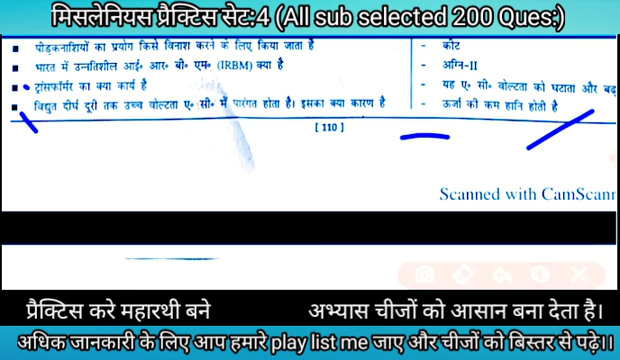 मिसलेनियस प्रैक्टिस सेट:4 (All sub selected 200 Ques:)
पीड़कनाशियों का प्रयोग किसे विनाश करने के लिए किया जाता है - कीट
भारत में उन्नतिशील आई॰ आर॰ बी॰ एम॰ (IRBM) क्या है - अग्नि-II
ट्रांसफॉर्मर का क्या कार्य है - यह ए॰ सी॰ वोल्टता को घटाता और बढ़
विद्युत दीर्घ दूरी तक उच्च वोल्टता ए॰ सी॰ में पारंगत होता है। इसका क्या कारण है - ऊर्जा की कम हानि होती है
[ 110 ]
Scanned with CamScann
प्रैक्टिस करे महारथी बने अभ्यास चीजों को आसान बना देता है।
अधिक जानकारी के लिए आप हमारे play list me जाए और चीजों को बिस्तर से पढ़े।।